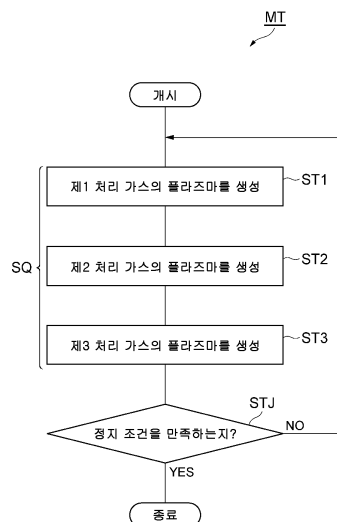 MT
개시
제1 처리 가스의 플라즈마를 생성
ST1
SQ
제2 처리 가스의 플라즈마를 생성
ST2
제3 처리 가스의 플라즈마를 생성
ST3
STJ
정지 조건을 만족하는지?
NO
YES
종료